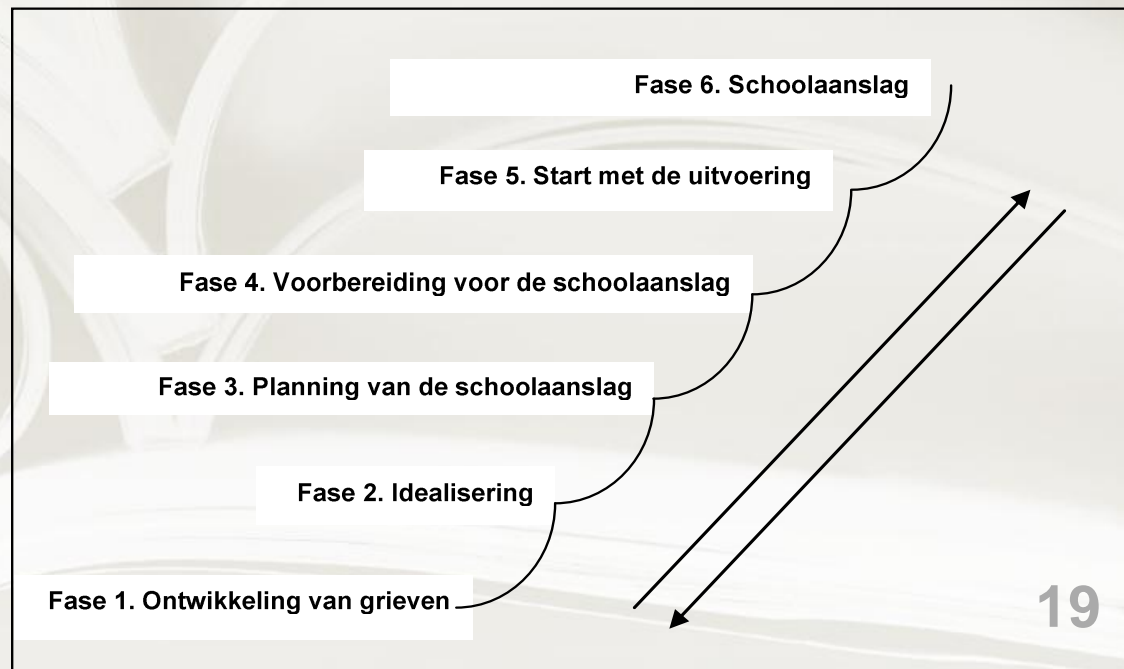 Fase 6. Schoolaanslag
Fase 5. Start met de uitvoering
Fase 4. Voorbereiding voor de schoolaanslag
Fase 3. Planning van de schoolaanslag
Fase 2. Idealisering
Fase 1. Ontwikkeling van grieven
19